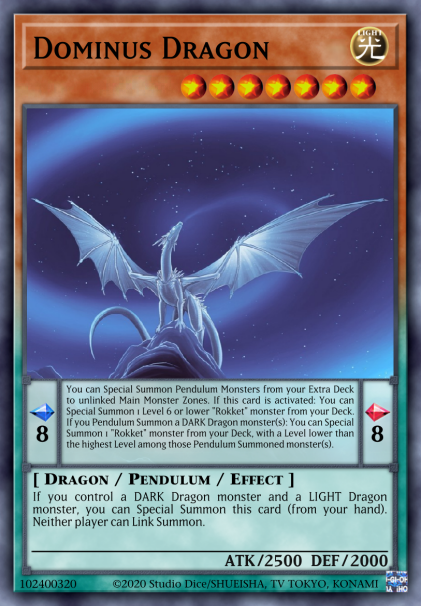 DOMINUS DRAGON
LIGHT
光
You can Special Summon Pendulum Monsters from your Extra Deck
to unlinked Main Monster Zones. If this card is activated: You can
Special Summon 1 Level 6 or lower "Rokket" monster from your Deck.
If you Pendulum Summon a DARK Dragon monster(s): You can Special
Summon 1 "Rokket" monster from your Deck, with a Level lower than
the highest Level among those Pendulum Summoned monster(s).
8
8
[ DRAGON / PENDULUM / EFFECT ]
If you control a DARK Dragon monster and a LIGHT Dragon
monster, you can Special Summon this card (from your hand).
Neither player can Link Summon.
ATK/2500 DEF/2000
102400320 ©2020 Studio Dice/SHUEISHA, TV TOKYO, KONAMI